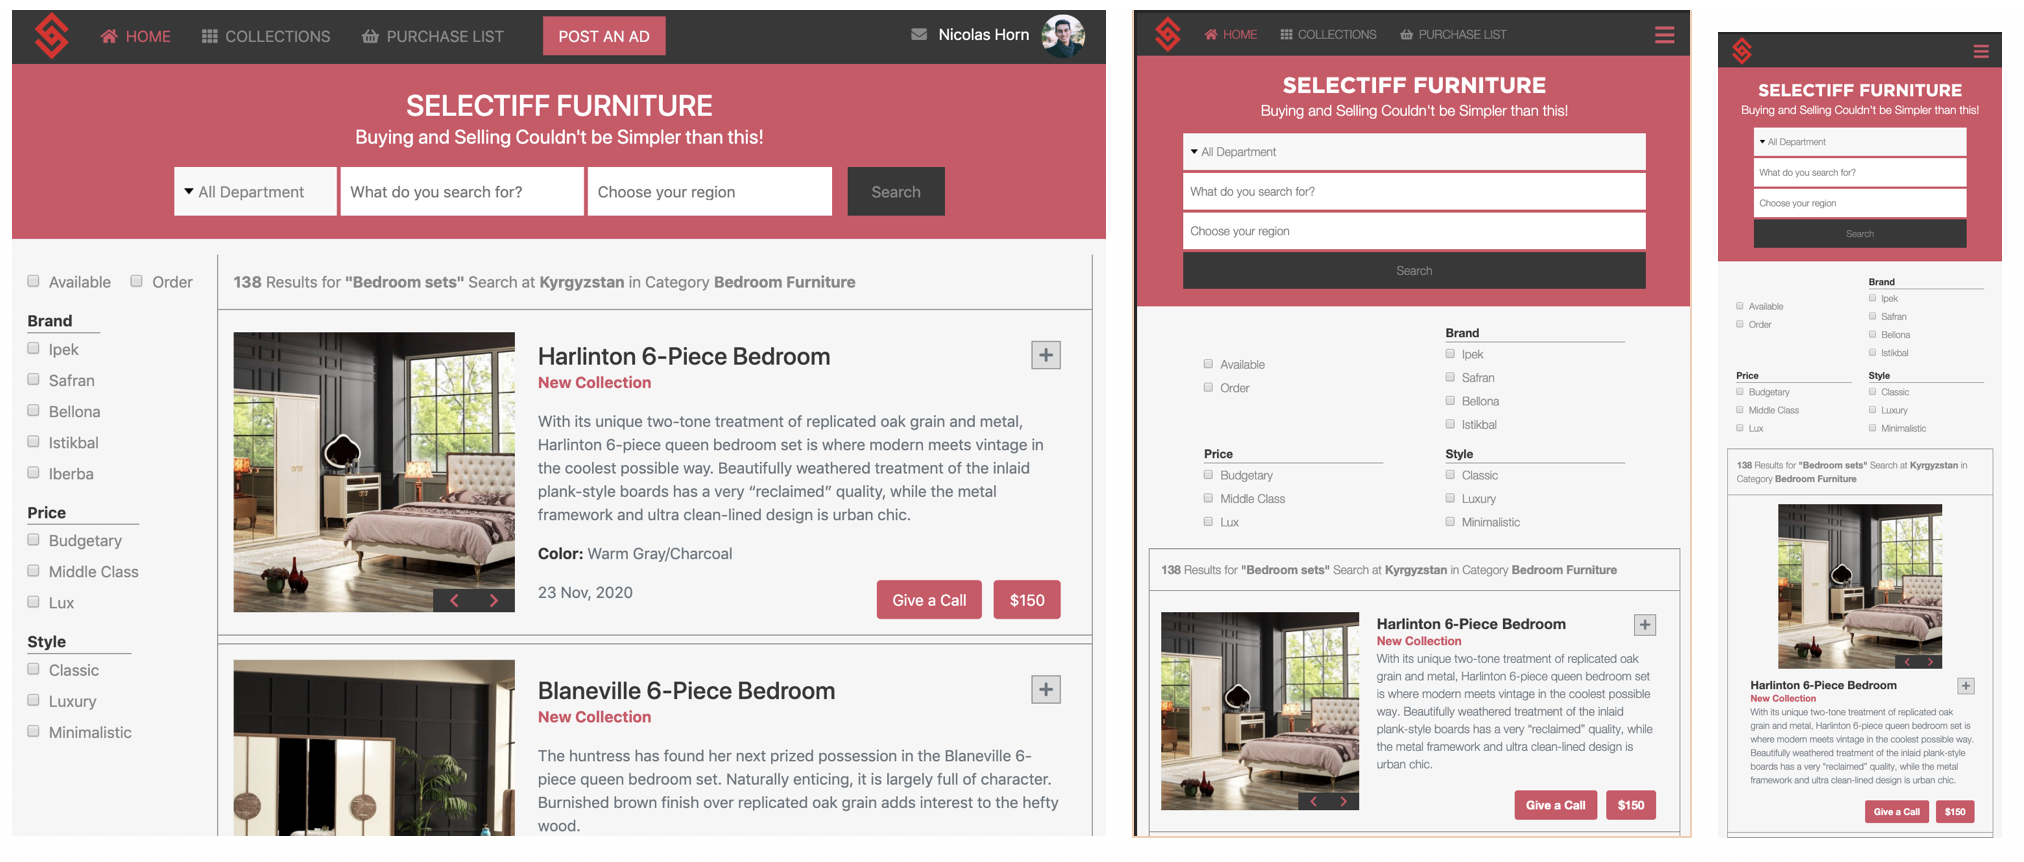 HOME COLLECTIONS PURCHASE LIST POST AN AD Nicolas Horn
SELECTIFF FURNITURE
Buying and Selling Couldn't be Simpler than this!
All Department What do you search for? Choose your region Search
Available Order
Brand
Ipek
Safran
Bellona
Istikbal
Iberba
Price
Budgetary
Middle Class
Lux
Style
Classic
Luxury
Minimalistic
138 Results for "Bedroom sets" Search at Kyrgyzstan in Category Bedroom Furniture
Harlinton 6-Piece Bedroom
New Collection
With its unique two-tone treatment of replicated oak grain and metal,
Harlinton 6-piece queen bedroom set is where modern meets vintage in
the coolest possible way. Beautifully weathered treatment of the inlaid
plank-style boards has a very “reclaimed” quality, while the metal
framework and ultra clean-lined design is urban chic.
Color: Warm Gray/Charcoal
23 Nov, 2020
Give a Call $150
Blaneville 6-Piece Bedroom
New Collection
The huntress has found her next prized possession in the Blaneville 6-
piece queen bedroom set. Naturally enticing, it is largely full of character.
Burnished brown finish over replicated oak grain adds interest to the hefty
wood.
HOME COLLECTIONS PURCHASE LIST
SELECTIFF FURNITURE
Buying and Selling Couldn't be Simpler than this!
All Department
What do you search for?
Choose your region
Search
Available
Order
Brand
Ipek
Safran
Bellona
Istikbal
Price
Budgetary
Middle Class
Lux
Style
Classic
Luxury
Minimalistic
138 Results for "Bedroom sets" Search at Kyrgyzstan in Category Bedroom Furniture
Harlinton 6-Piece Bedroom
New Collection
With its unique two-tone treatment of replicated oak
grain and metal, Harlinton 6-piece queen bedroom set
is where modern meets vintage in the coolest possible
way. Beautifully weathered treatment of the inlaid
plank-style boards has a very “reclaimed” quality, while
the metal framework and ultra clean-lined design is
urban chic.
Give a Call $150
SELECTIFF FURNITURE
Buying and Selling Couldn't be Simpler than this!
All Department
What do you search for?
Choose your region
Search
Available
Order
Brand
Ipek
Safran
Bellona
Istikbal
Price
Budgetary
Middle Class
Lux
Style
Classic
Luxury
Minimalistic
138 Results for "Bedroom sets" Search at Kyrgyzstan in
Category Bedroom Furniture
Harlinton 6-Piece Bedroom
New Collection
With its unique two-tone treatment of replicated oak
grain and metal, Harlinton 6-piece queen bedroom set is
where modern meets vintage in the coolest possible way.
Beautifully weathered treatment of the inlaid plank-style
boards has a very “reclaimed” quality, while the metal
framework and ultra clean-lined design is urban chic.
Give a Call $150